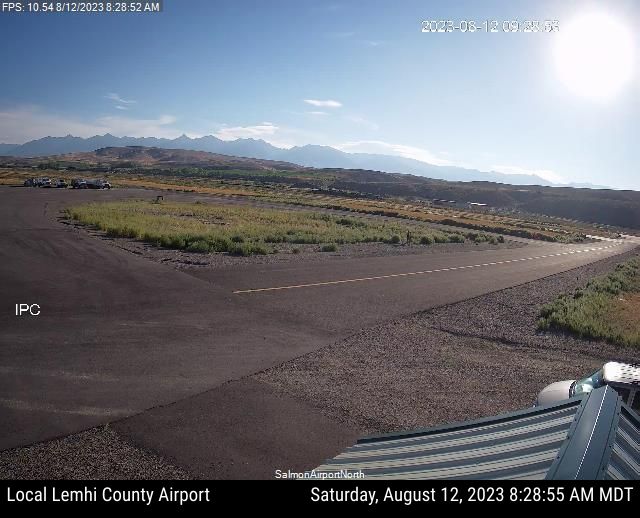 FPS: 10.54 8/12/2023 8:28:52 AM
2023-08-12 09:28:53
IPC
SalmonAirportNorth
Local Lemhi County Airport
Saturday, August 12, 2023 8:28:55 AM MDT